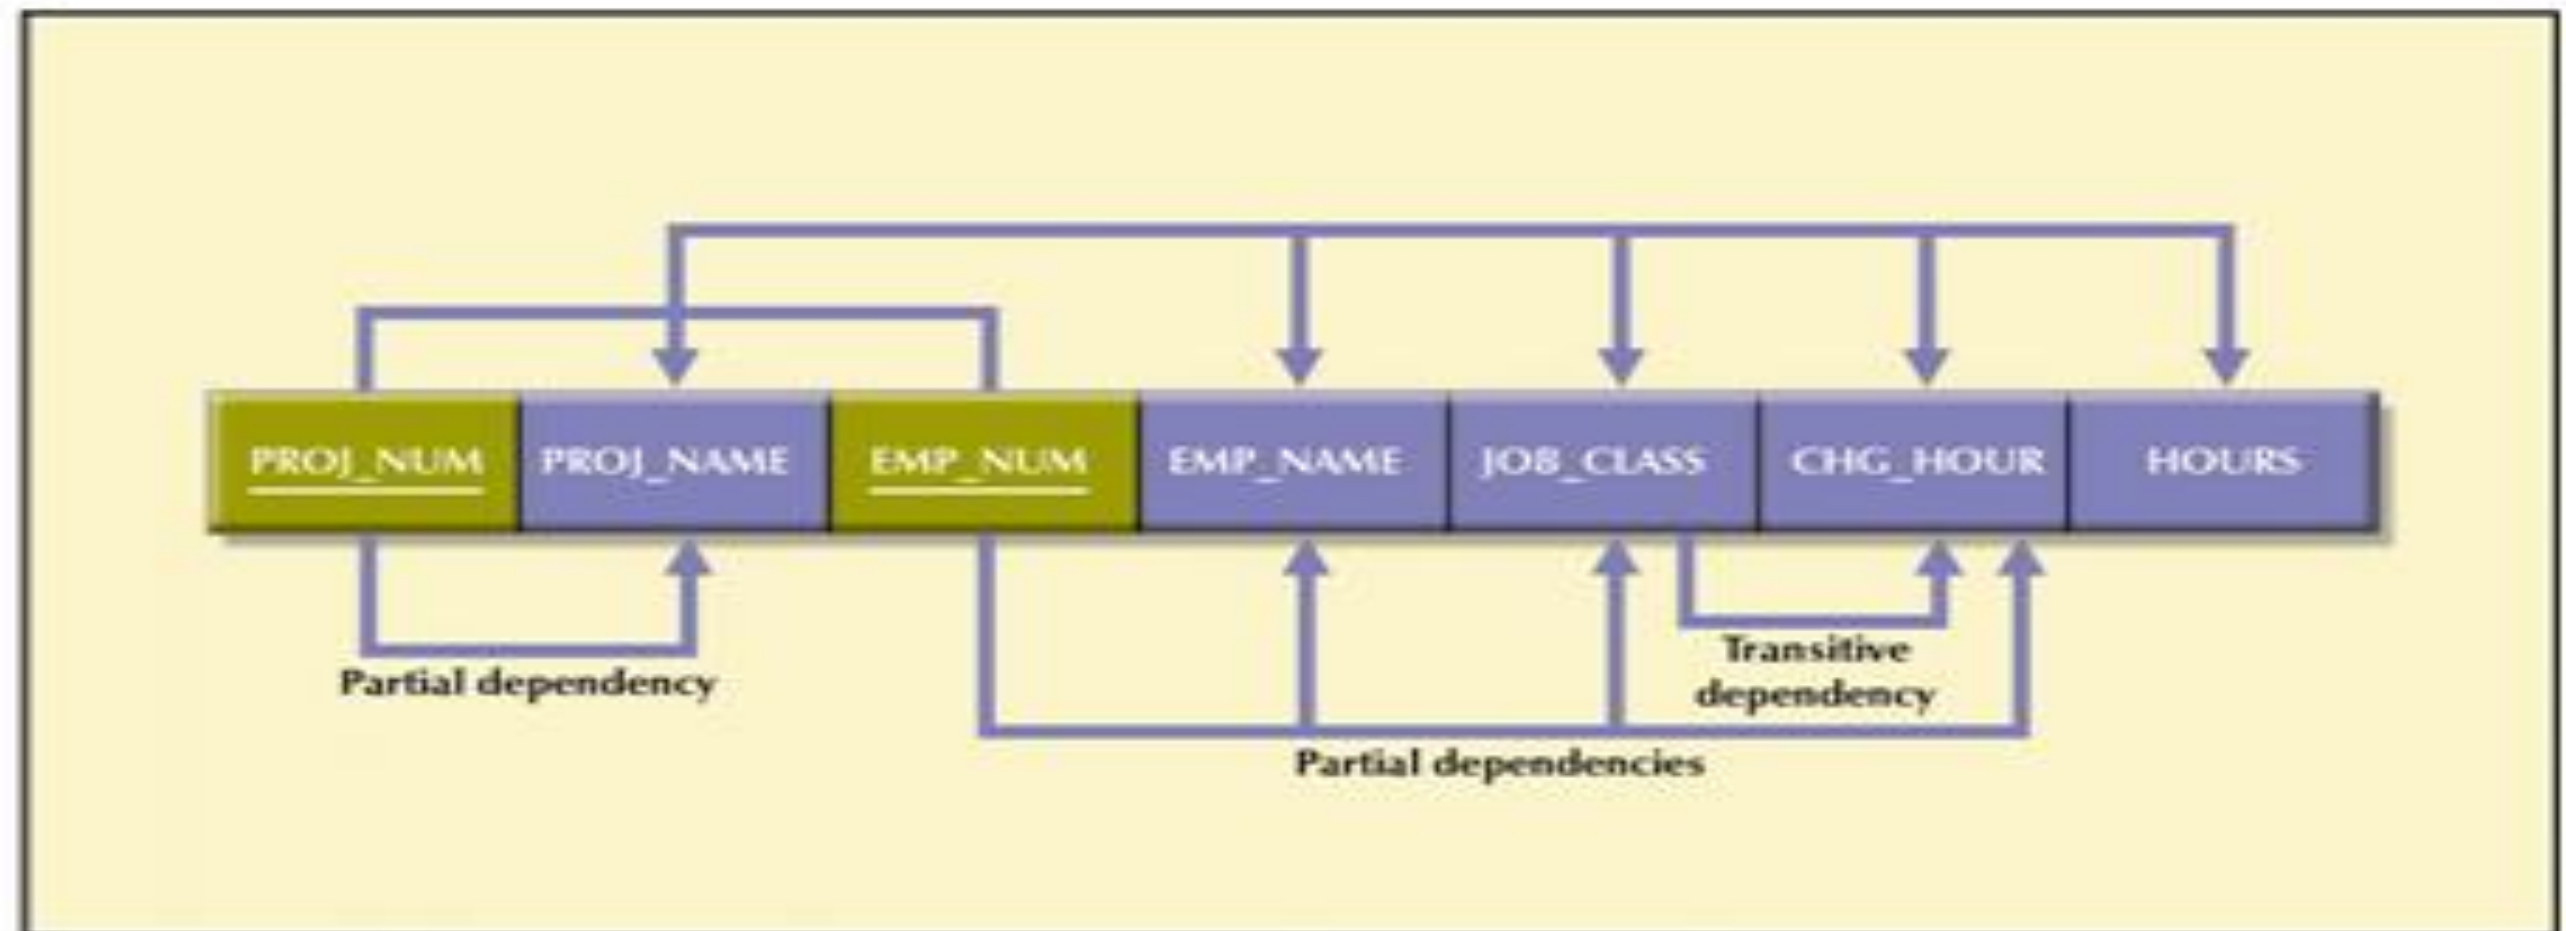 PROJ_NUM PROJ_NAME EMP_NUM EMP_NAME JOB_CLASS CHG_HOUR HOURS
Partial dependency
Transitive
dependency
Partial dependencies